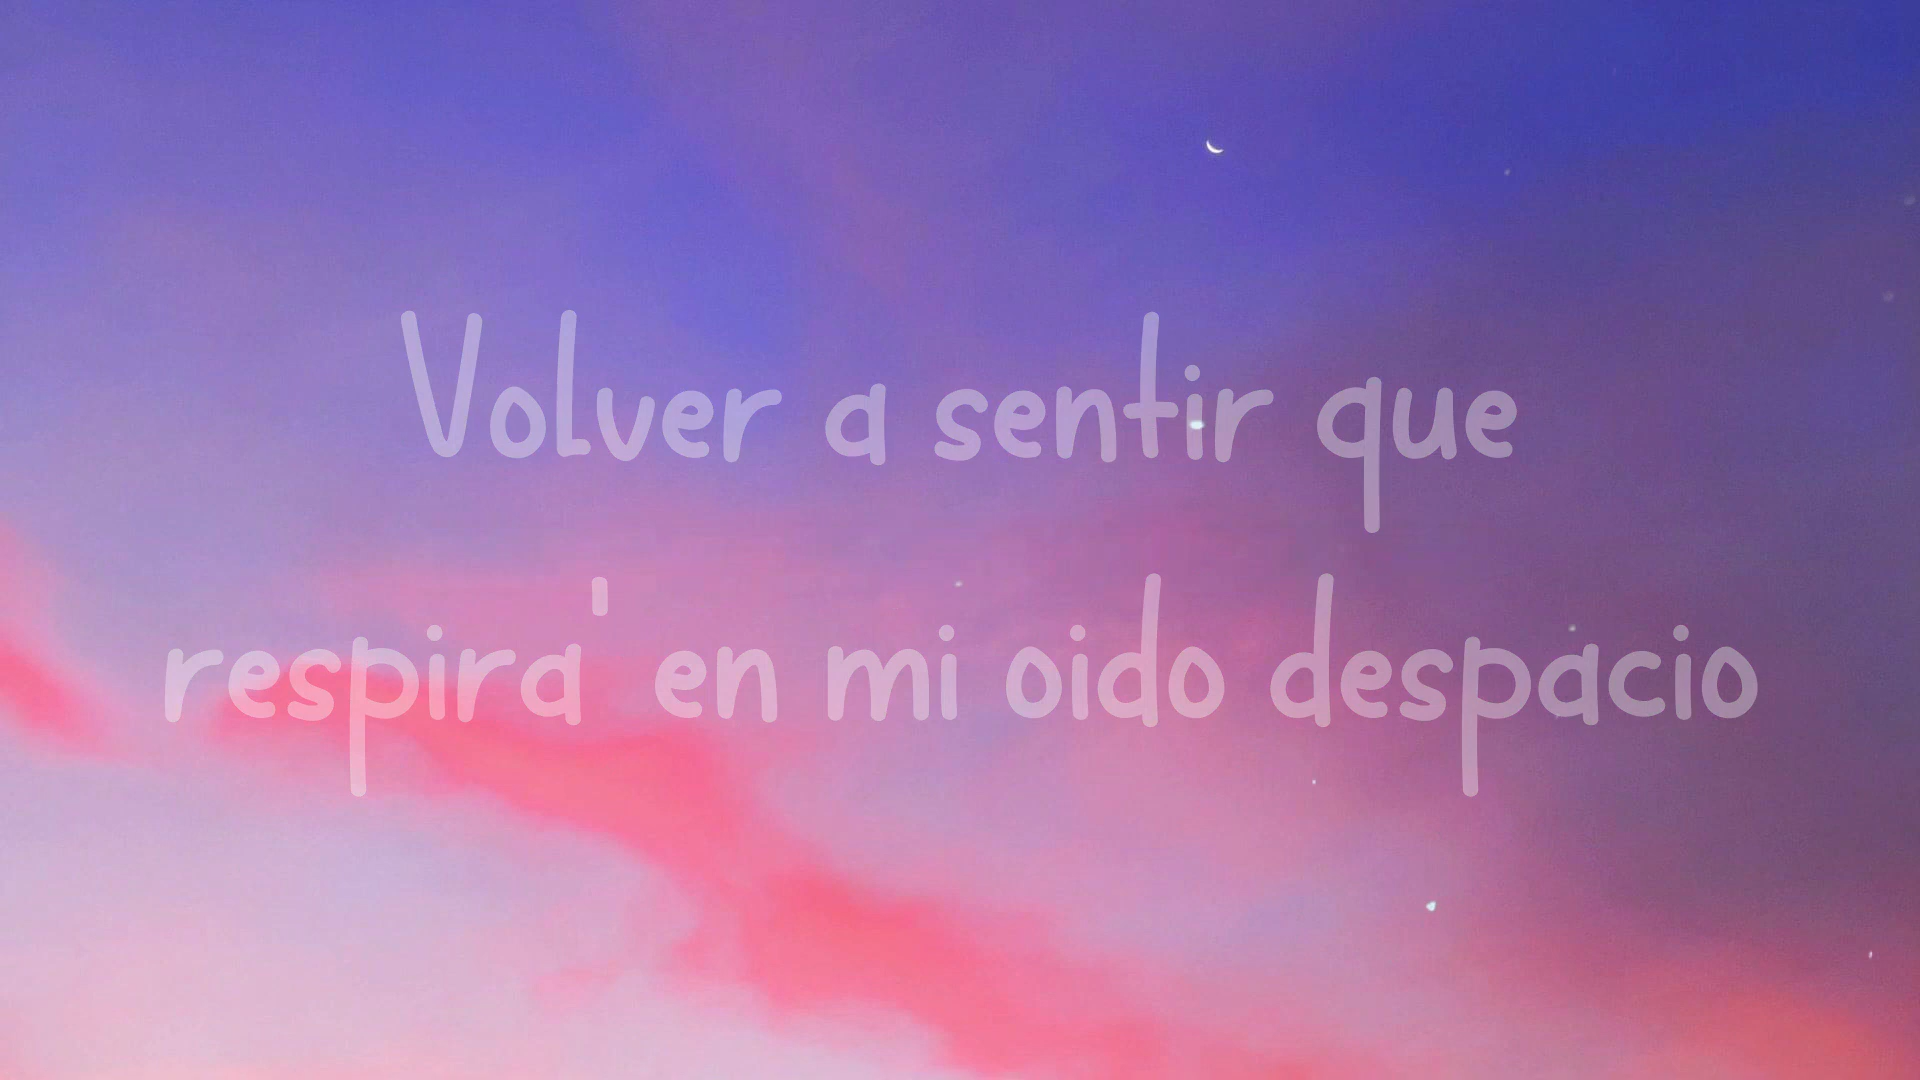 Volver a sentir que
respira' en mi oido despacio